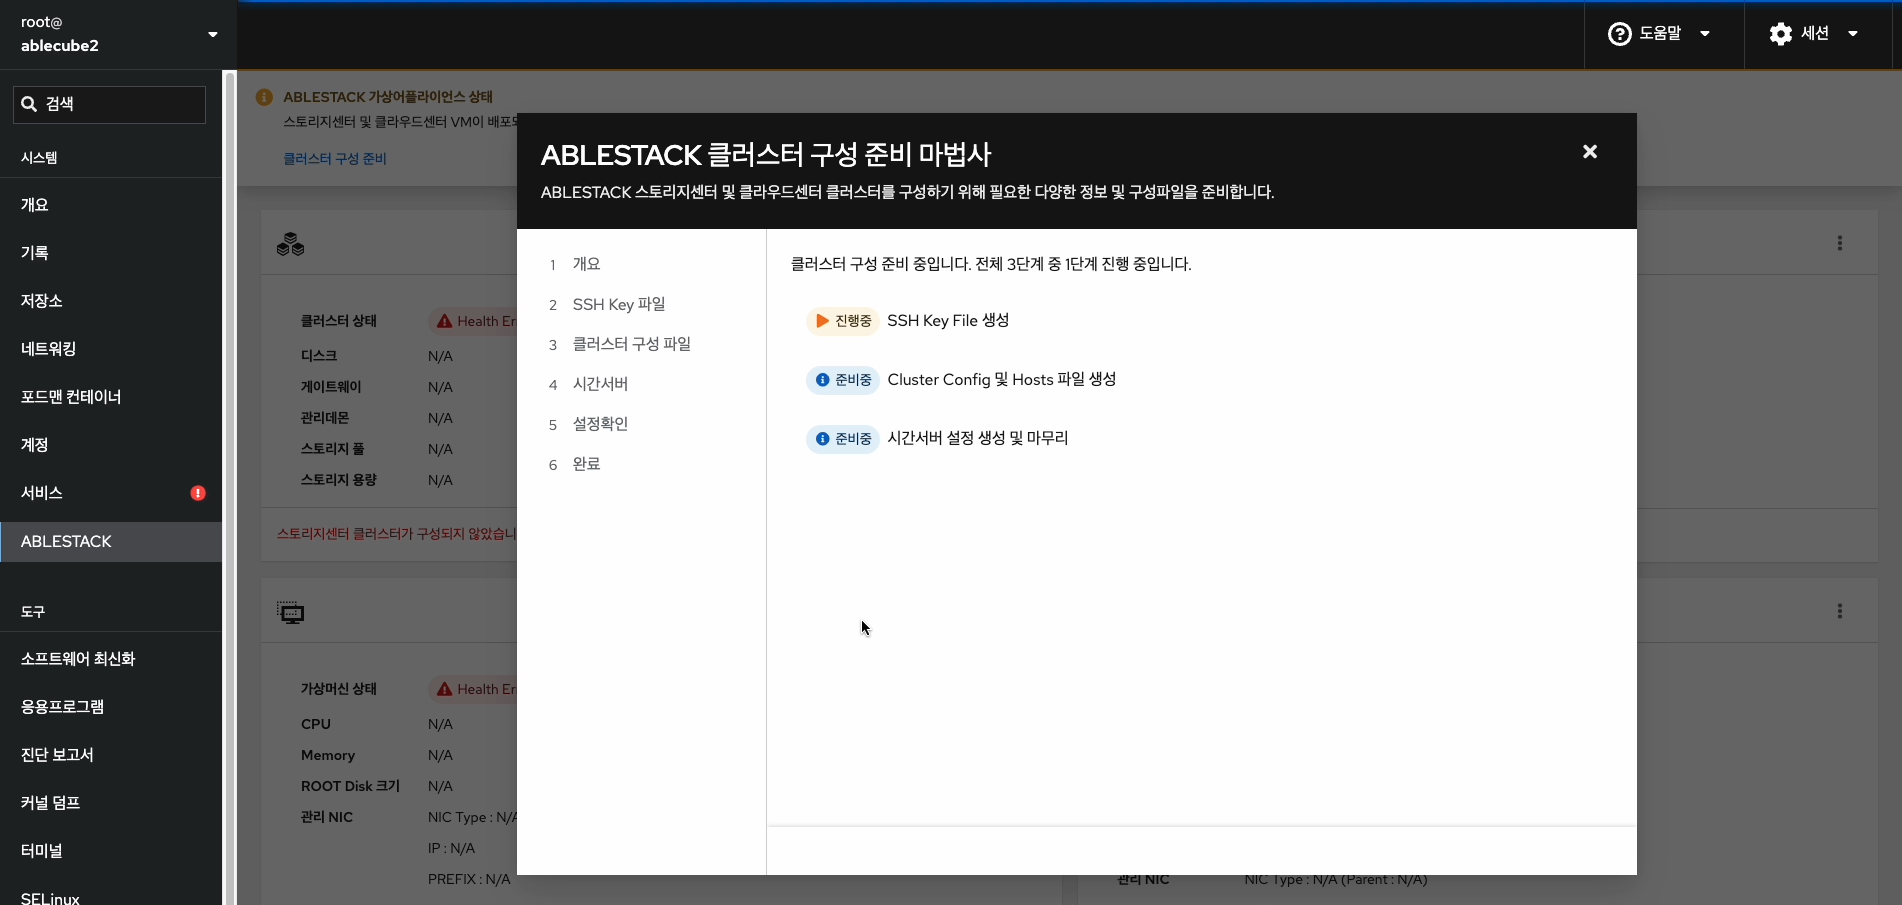 root@
ablecube2
도움말
세션
검색
시스템
개요
기록
저장소
네트워킹
포드맨 컨테이너
계정
서비스
ABLESTACK
도구
소프트웨어 최신화
응용프로그램
진단 보고서
커널 덤프
터미널
SELinux
ABLESTACK 가상어플라이언스 상태
스토리지센터 및 클라우드센터 VM이 배포되
클러스터 구성 준비
클러스터 상태 Health Er
디스크 N/A
게이트웨이 N/A
관리데몬 N/A
스토리지 풀 N/A
스토리지 용량 N/A
스토리지센터 클러스터가 구성되지 않았습니
가상머신 상태 Health Er
CPU N/A
Memory N/A
ROOT Disk 크기 N/A
관리 NIC NIC Type : N/A
IP : N/A
PREFIX : N/A
관리 NIC NIC Type : N/A (Parent : N/A)
ABLESTACK 클러스터 구성 준비 마법사
ABLESTACK 스토리지센터 및 클라우드센터 클러스터를 구성하기 위해 필요한 다양한 정보 및 구성파일을 준비합니다.
1 개요
2 SSH Key 파일
3 클러스터 구성 파일
4 시간서버
5 설정확인
6 완료
클러스터 구성 준비 중입니다. 전체 3단계 중 1단계 진행 중입니다.
진행중 SSH Key File 생성
준비중 Cluster Config 및 Hosts 파일 생성
준비중 시간서버 설정 생성 및 마무리